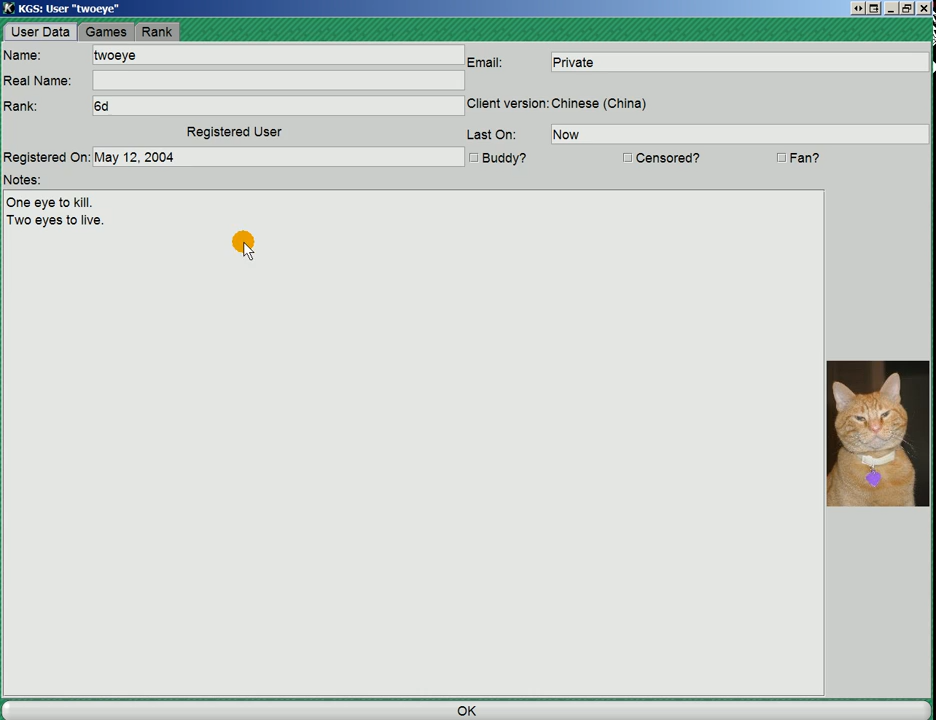 KGS: User "twoeye"
User Data Games Rank
Name: twoeye
Email: Private
Real Name:
Rank: 6d
Client version: Chinese (China)
Registered User
Last On: Now
Registered On: May 12, 2004
Buddy? Censored? Fan?
Notes:
One eye to kill.
Two eyes to live.
OK